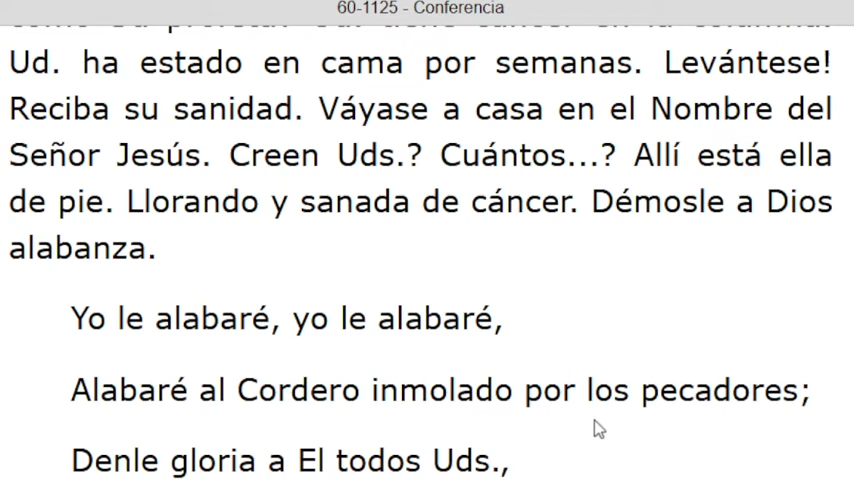 60-1125 - Conferencia
Ud. ha estado en cama por semanas. Levántese!
Reciba su sanidad. Váyase a casa en el Nombre del
Señor Jesús. Creen Uds.? Cuántos...? Allí está ella
de pie. Llorando y sanada de cáncer. Démosle a Dios
alabanza.
Yo le alabaré, yo le alabaré,
Alabaré al Cordero inmolado por los pecadores;
Denle gloria a El todos Uds.,